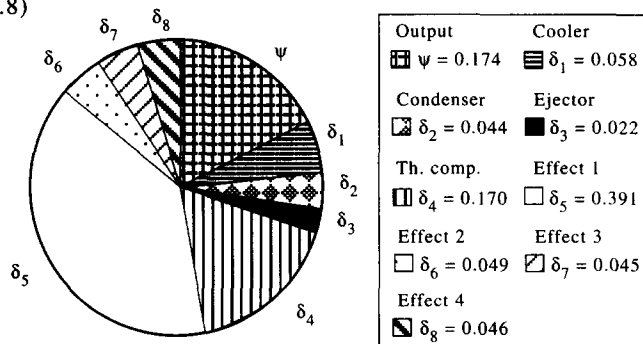 .8)
δ8
δ7
δ6
ψ
δ1
δ2
δ3
δ5
δ4
Output Cooler
ψ = 0.174 δ1 = 0.058
Condenser Ejector
δ2 = 0.044 δ3 = 0.022
Th. comp. Effect 1
δ4 = 0.170 δ5 = 0.391
Effect 2 Effect 3
δ6 = 0.049 δ7 = 0.045
Effect 4
δ8 = 0.046